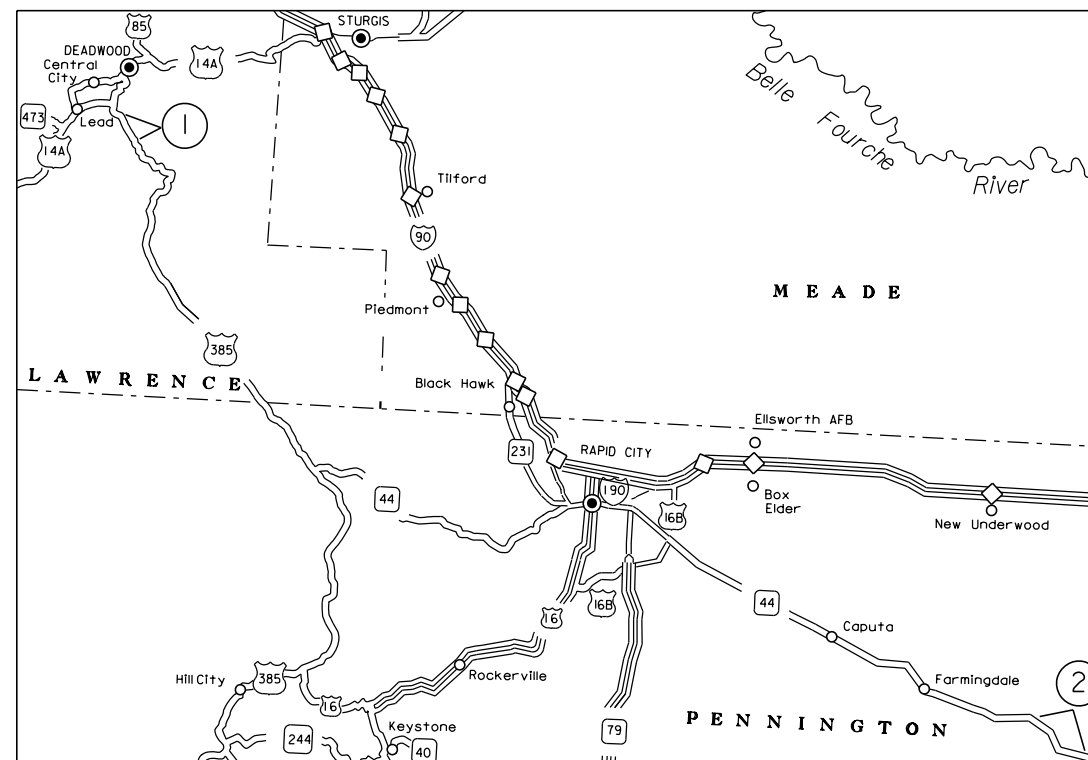 STURGIS
85
DEADWOOD
14A
Central
City
473
Lead
1
14A
Belle
Fourche
River
Tilford
90
MEADE
Piedmont
385
LAWRENCE
Black Hawk
Ellsworth AFB
231
RAPID CITY
190
44
16B
Box
Elder
New Underwood
16B
44
16
Caputa
Hill City
385
Rockerville
Farmingdale
2
16
Keystone
PENNINGTON
244
40
79